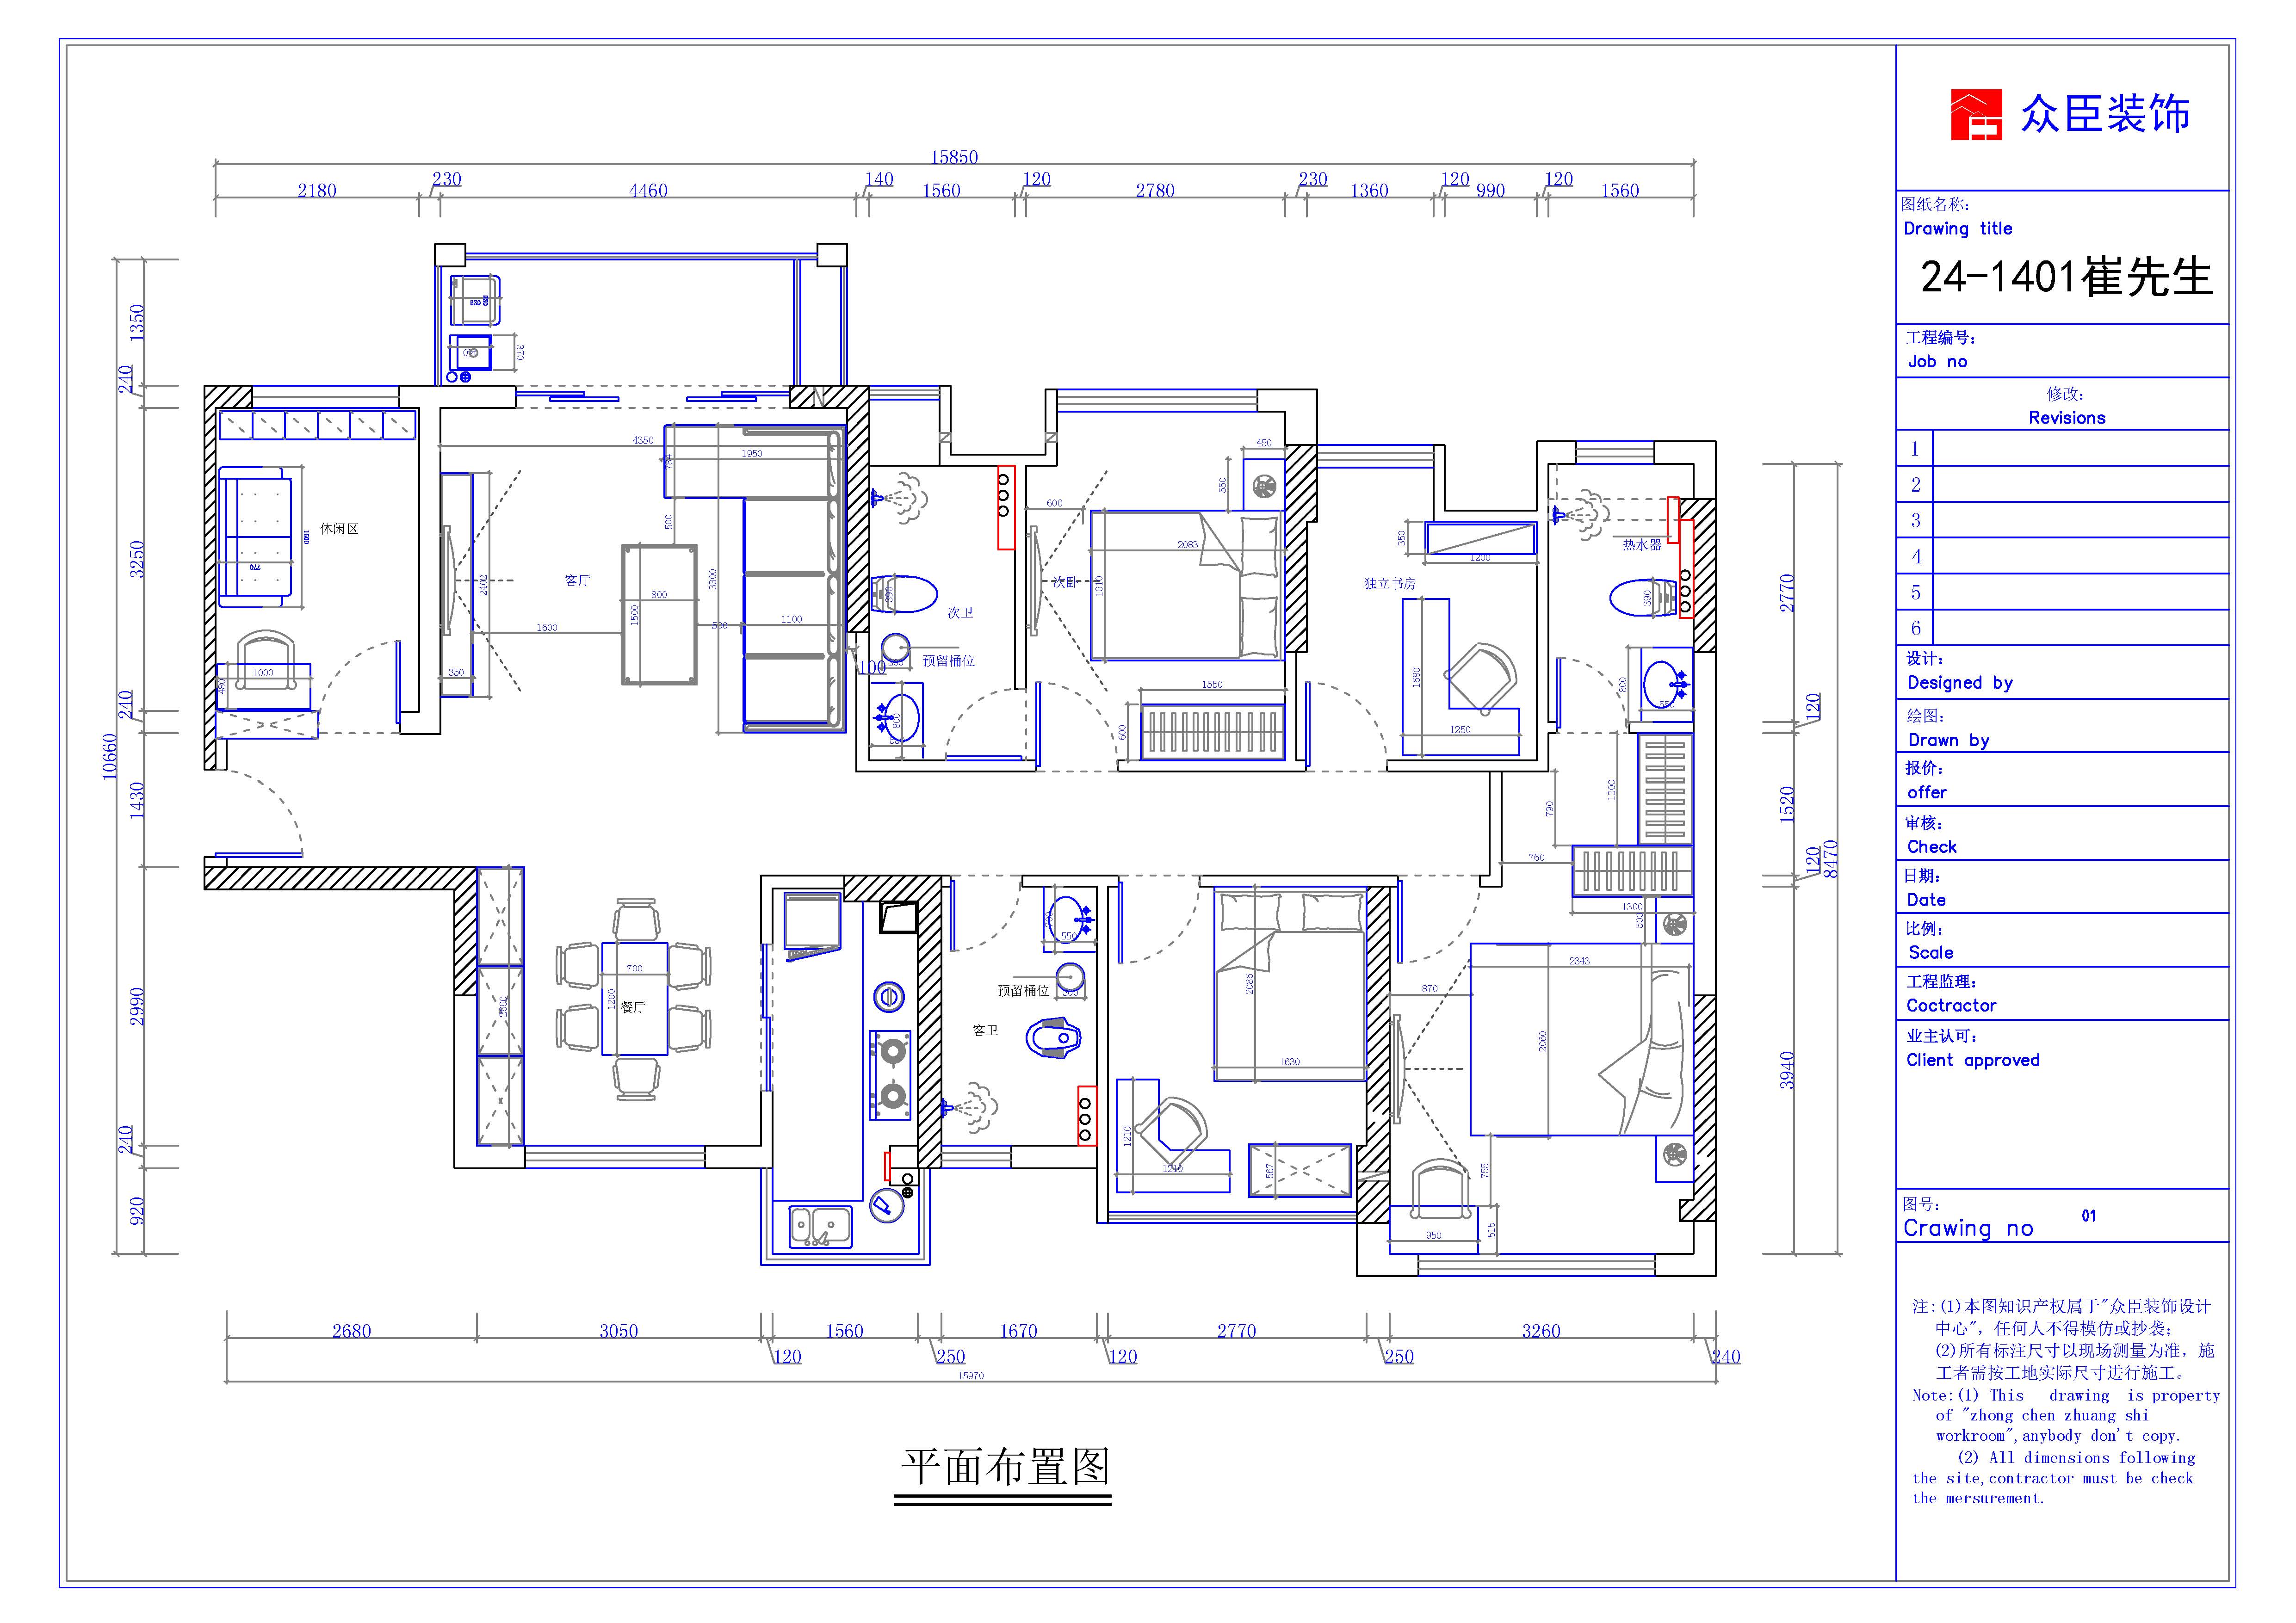 15850
2180
230
4460
140
1560
120
2780
230
1360
120
990
120
1560
1350
240
3250
240
1430
2990
240
920
10660
370
4350
1950
784
500
450
550
600
休闲区
1500
770
2402
客厅
800
3300
1500
1600
500
1100
350
1000
480
390
次卫
预留桶位
300
100
800
550
次卧
2083
1610
1550
600
350
1200
独立书房
1680
1250
热水器
390
800
550
2770
120
1520
120
8470
3940
790
1200
760
1300
500
700
1200
餐厅
2990
700
550
预留桶位
300
客卫
2086
1630
1210
1210
567
870
2343
2060
755
515
950
2680
3050
120
1560
250
1670
120
2770
250
3260
240
15970
平面布置图
众臣装饰
图纸名称:
Drawing title
24-1401崔先生
工程编号:
Job no
修改:
Revisions
1
2
3
4
5
6
设计:
Designed by
绘图:
Drawn by
报价:
offer
审核:
Check
日期:
Date
比例:
Scale
工程监理:
Coctractor
业主认可:
Client approved
图号:
Crawing no 01
注:(1)本图知识产权属于"众臣装饰设计
中心", 任何人不得模仿或抄袭;
(2)所有标注尺寸以现场测量为准, 施
工者需按工地实际尺寸进行施工。
Note:(1) This drawing is property
of "zhong chen zhuang shi
workroom",anybody don't copy.
(2) All dimensions following
the site,contractor must be check
the mersurement.